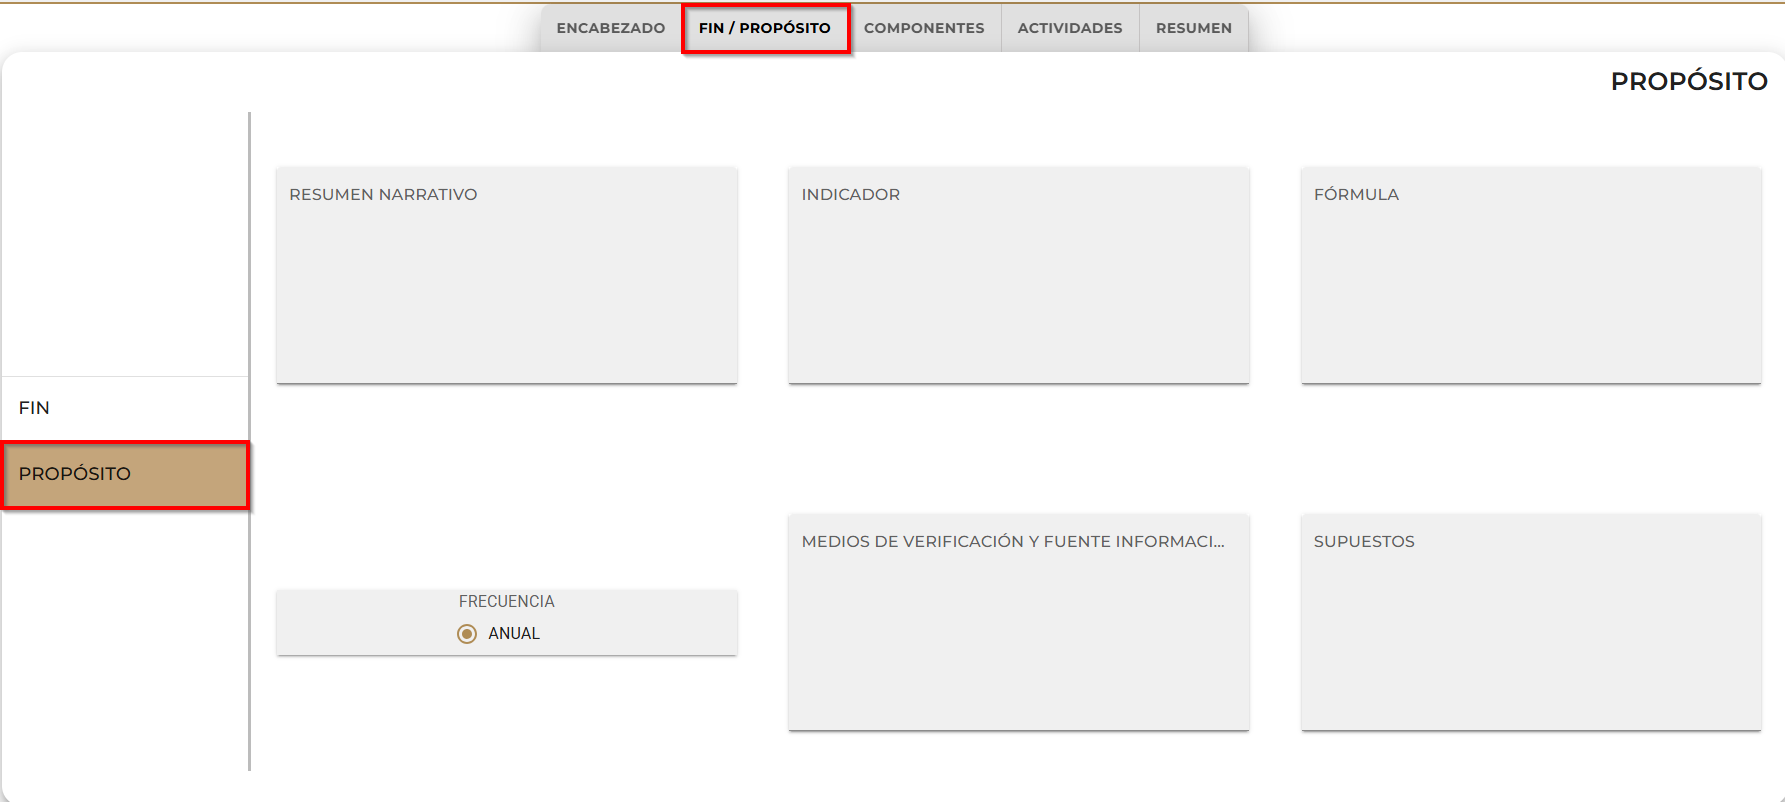 ENCABEZADO
FIN / PROPÓSITO
COMPONENTES
ACTIVIDADES
RESUMEN
PROPÓSITO
RESUMEN NARRATIVO
INDICADOR
FÓRMULA
FIN
PROPÓSITO
FRECUENCIA
ANUAL
MEDIOS DE VERIFICACIÓN Y FUENTE INFORMACI...
SUPUESTOS